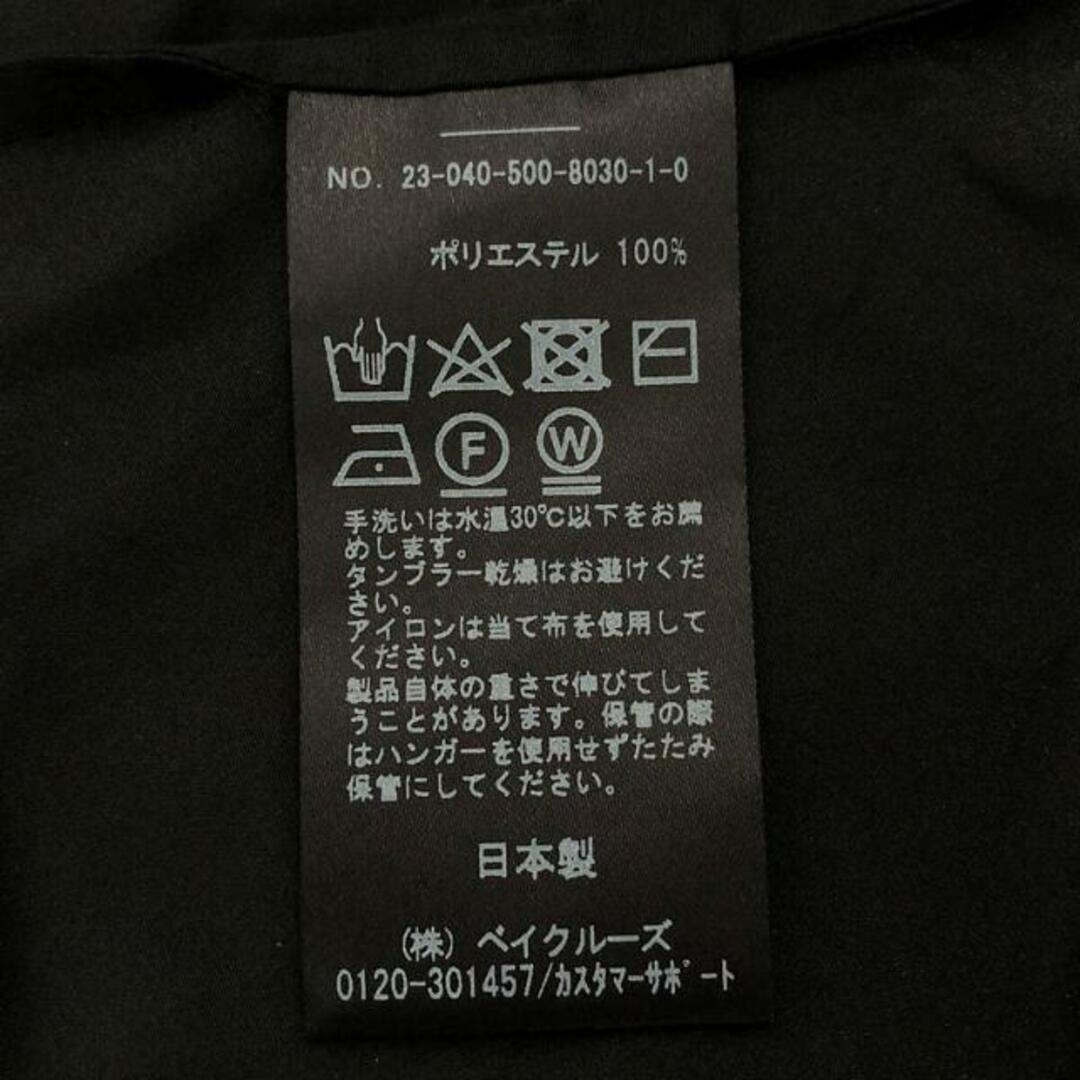 NO. 23-040-500-8030-1-0
ポリエステル 100%
F W
手洗いは水温30℃以下をお薦
めします。
タンブラー乾燥はお避けくだ
さい。
アイロンは当て布を使用して
ください。
製品自体の重さで伸びてしま
うことがあります。保管の際
はハンガーを使用せずたたみ
保管にしてください。
日本製
(株) ベイクルーズ
0120-301457/ｶｽﾀﾏｰｻﾎﾟｰﾄ